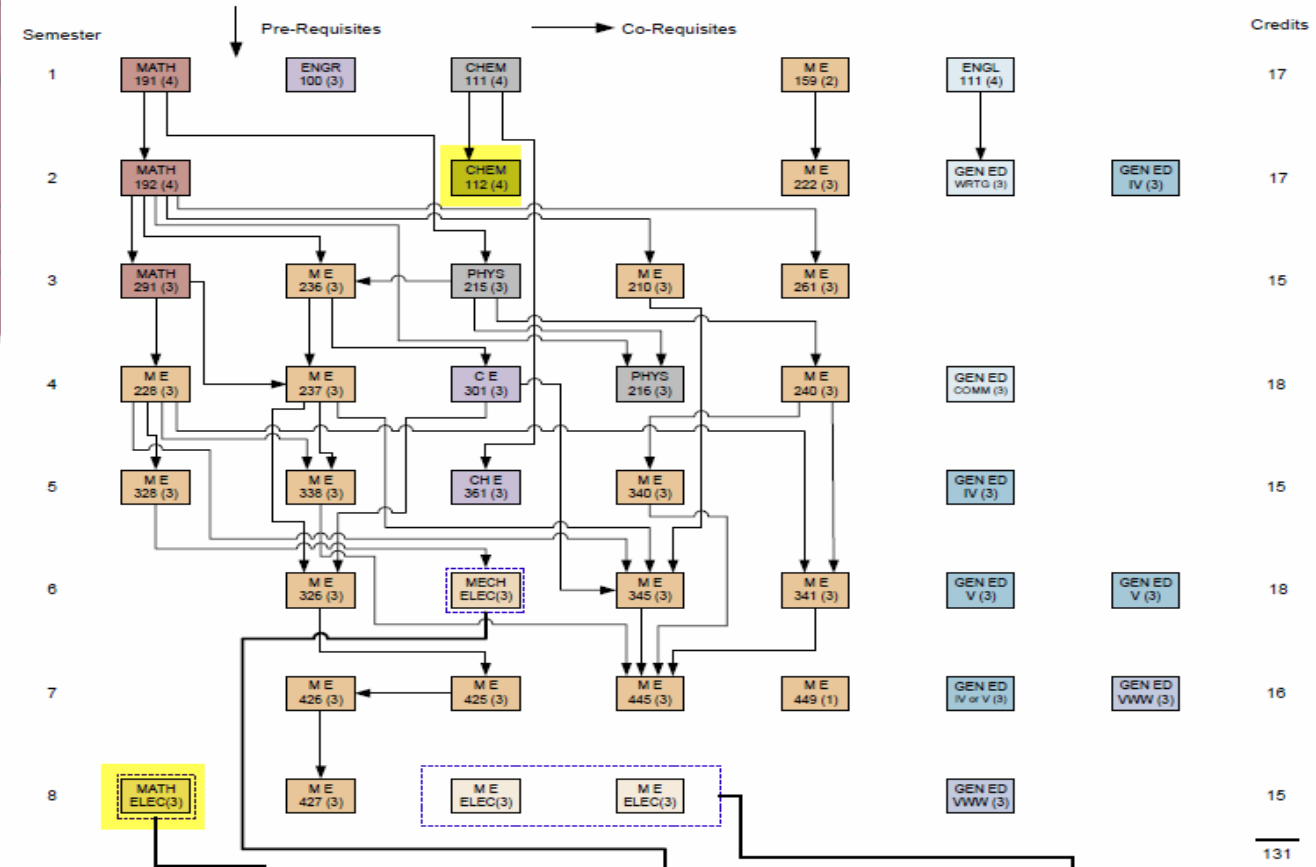 Semester
Pre-Requisites
Co-Requisites
Credits
1
MATH
191 (4)
ENGR
100 (3)
CHEM
111 (4)
M E
159 (2)
ENGL
111 (4)
17
2
MATH
192 (4)
CHEM
112 (4)
M E
222 (3)
GEN ED
WRTG (3)
GEN ED
IV (3)
17
3
MATH
291 (3)
M E
236 (3)
PHYS
215 (3)
M E
210 (3)
M E
261 (3)
15
4
M E
228 (3)
M E
237 (3)
C E
301 (3)
PHYS
216 (3)
M E
240 (3)
GEN ED
COMM (3)
18
5
M E
328 (3)
M E
338 (3)
CH E
361 (3)
M E
340 (3)
GEN ED
IV (3)
15
6
M E
326 (3)
MECH
ELEC(3)
M E
345 (3)
M E
341 (3)
GEN ED
V (3)
GEN ED
V (3)
18
7
M E
426 (3)
M E
425 (3)
M E
445 (3)
M E
449 (1)
GEN ED
IV or V (3)
GEN ED
VWW (3)
16
8
MATH
ELEC(3)
M E
427 (3)
M E
ELEC(3)
M E
ELEC(3)
GEN ED
VWW (3)
15
131